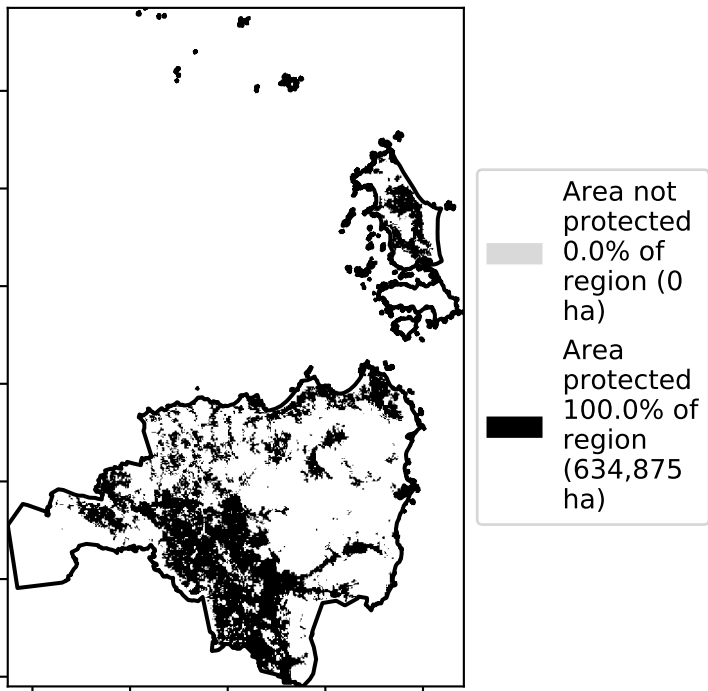 Area not
protected
0.0% of
region (0
ha)
Area
protected
100.0% of
region
(634,875
ha)